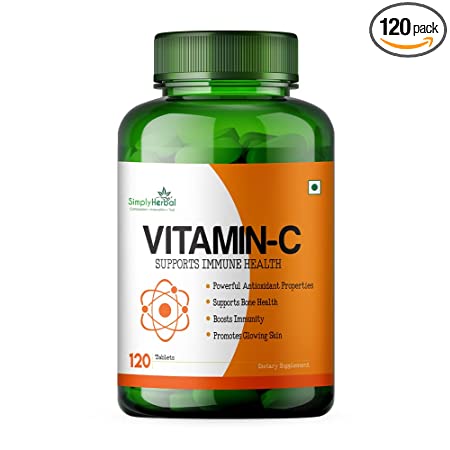 120 pack
SimplyHerbal
VITAMIN-C
SUPPORTS IMMUNE HEALTH
Powerful Antioxidant Properties
Supports Bone Health
Boosts Immunity
Promotes Glowing Skin
120 Tablets
Dietary Supplement